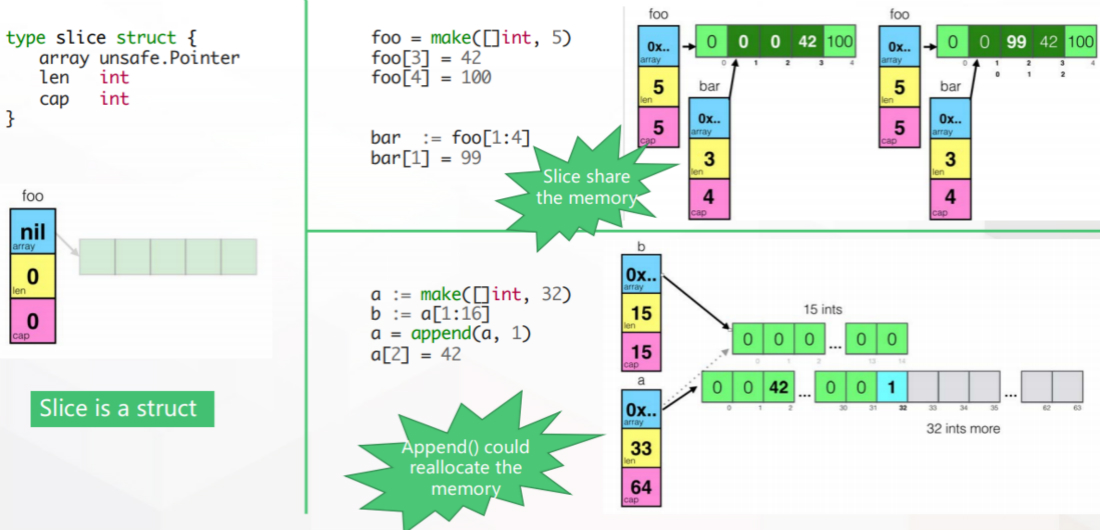 type slice struct {
array unsafe.Pointer
len int
cap int
}
foo
nil
array
0
len
0
cap
Slice is a struct
foo = make([]int, 5)
foo[3] = 42
foo[4] = 100
bar := foo[1:4]
bar[1] = 99
Slice share
the memory
foo
0x..
array
5
len
5
cap
0 0 0 42 100
0 1 2 3 4
bar
0x..
array
3
len
4
cap
foo
0x..
array
5
len
5
cap
0 0 99 42 100
0 1 2 3 4
0 1 2
bar
0x..
array
3
len
4
cap
a := make([]int, 32)
b := a[1:16]
a = append(a, 1)
a[2] = 42
Append() could
reallocate the
memory
b
0x..
array
15
len
15
cap
15 ints
0 0 0 ... 0 0
0 1 2 13 14
a
0x..
array
33
len
64
cap
0 0 42 ... 0 0 1 ...
0 1 2 30 31 32 33 34 35 62 63
32 ints more